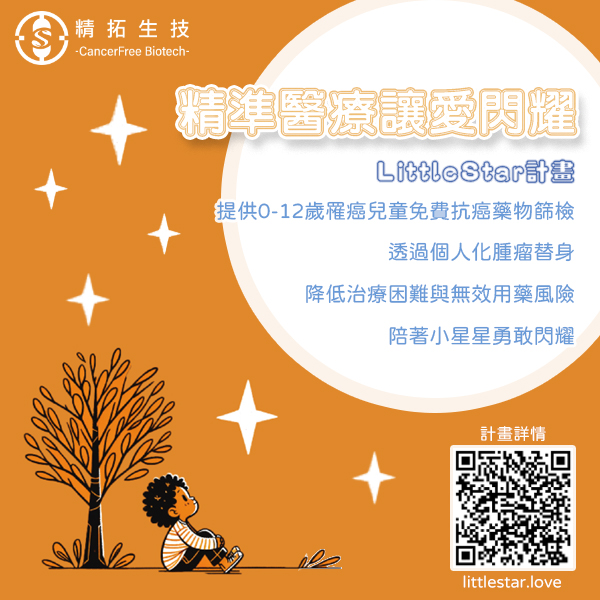 精拓生技
-CancerFree Biotech-
精準醫療讓愛閃耀
LittleStar計畫
提供0-12歲罹癌兒童免費抗癌藥物篩檢
透過個人化腫瘤替身
降低治療困難與無效用藥風險
陪著小星星勇敢閃耀
計畫詳情
littlestar.love